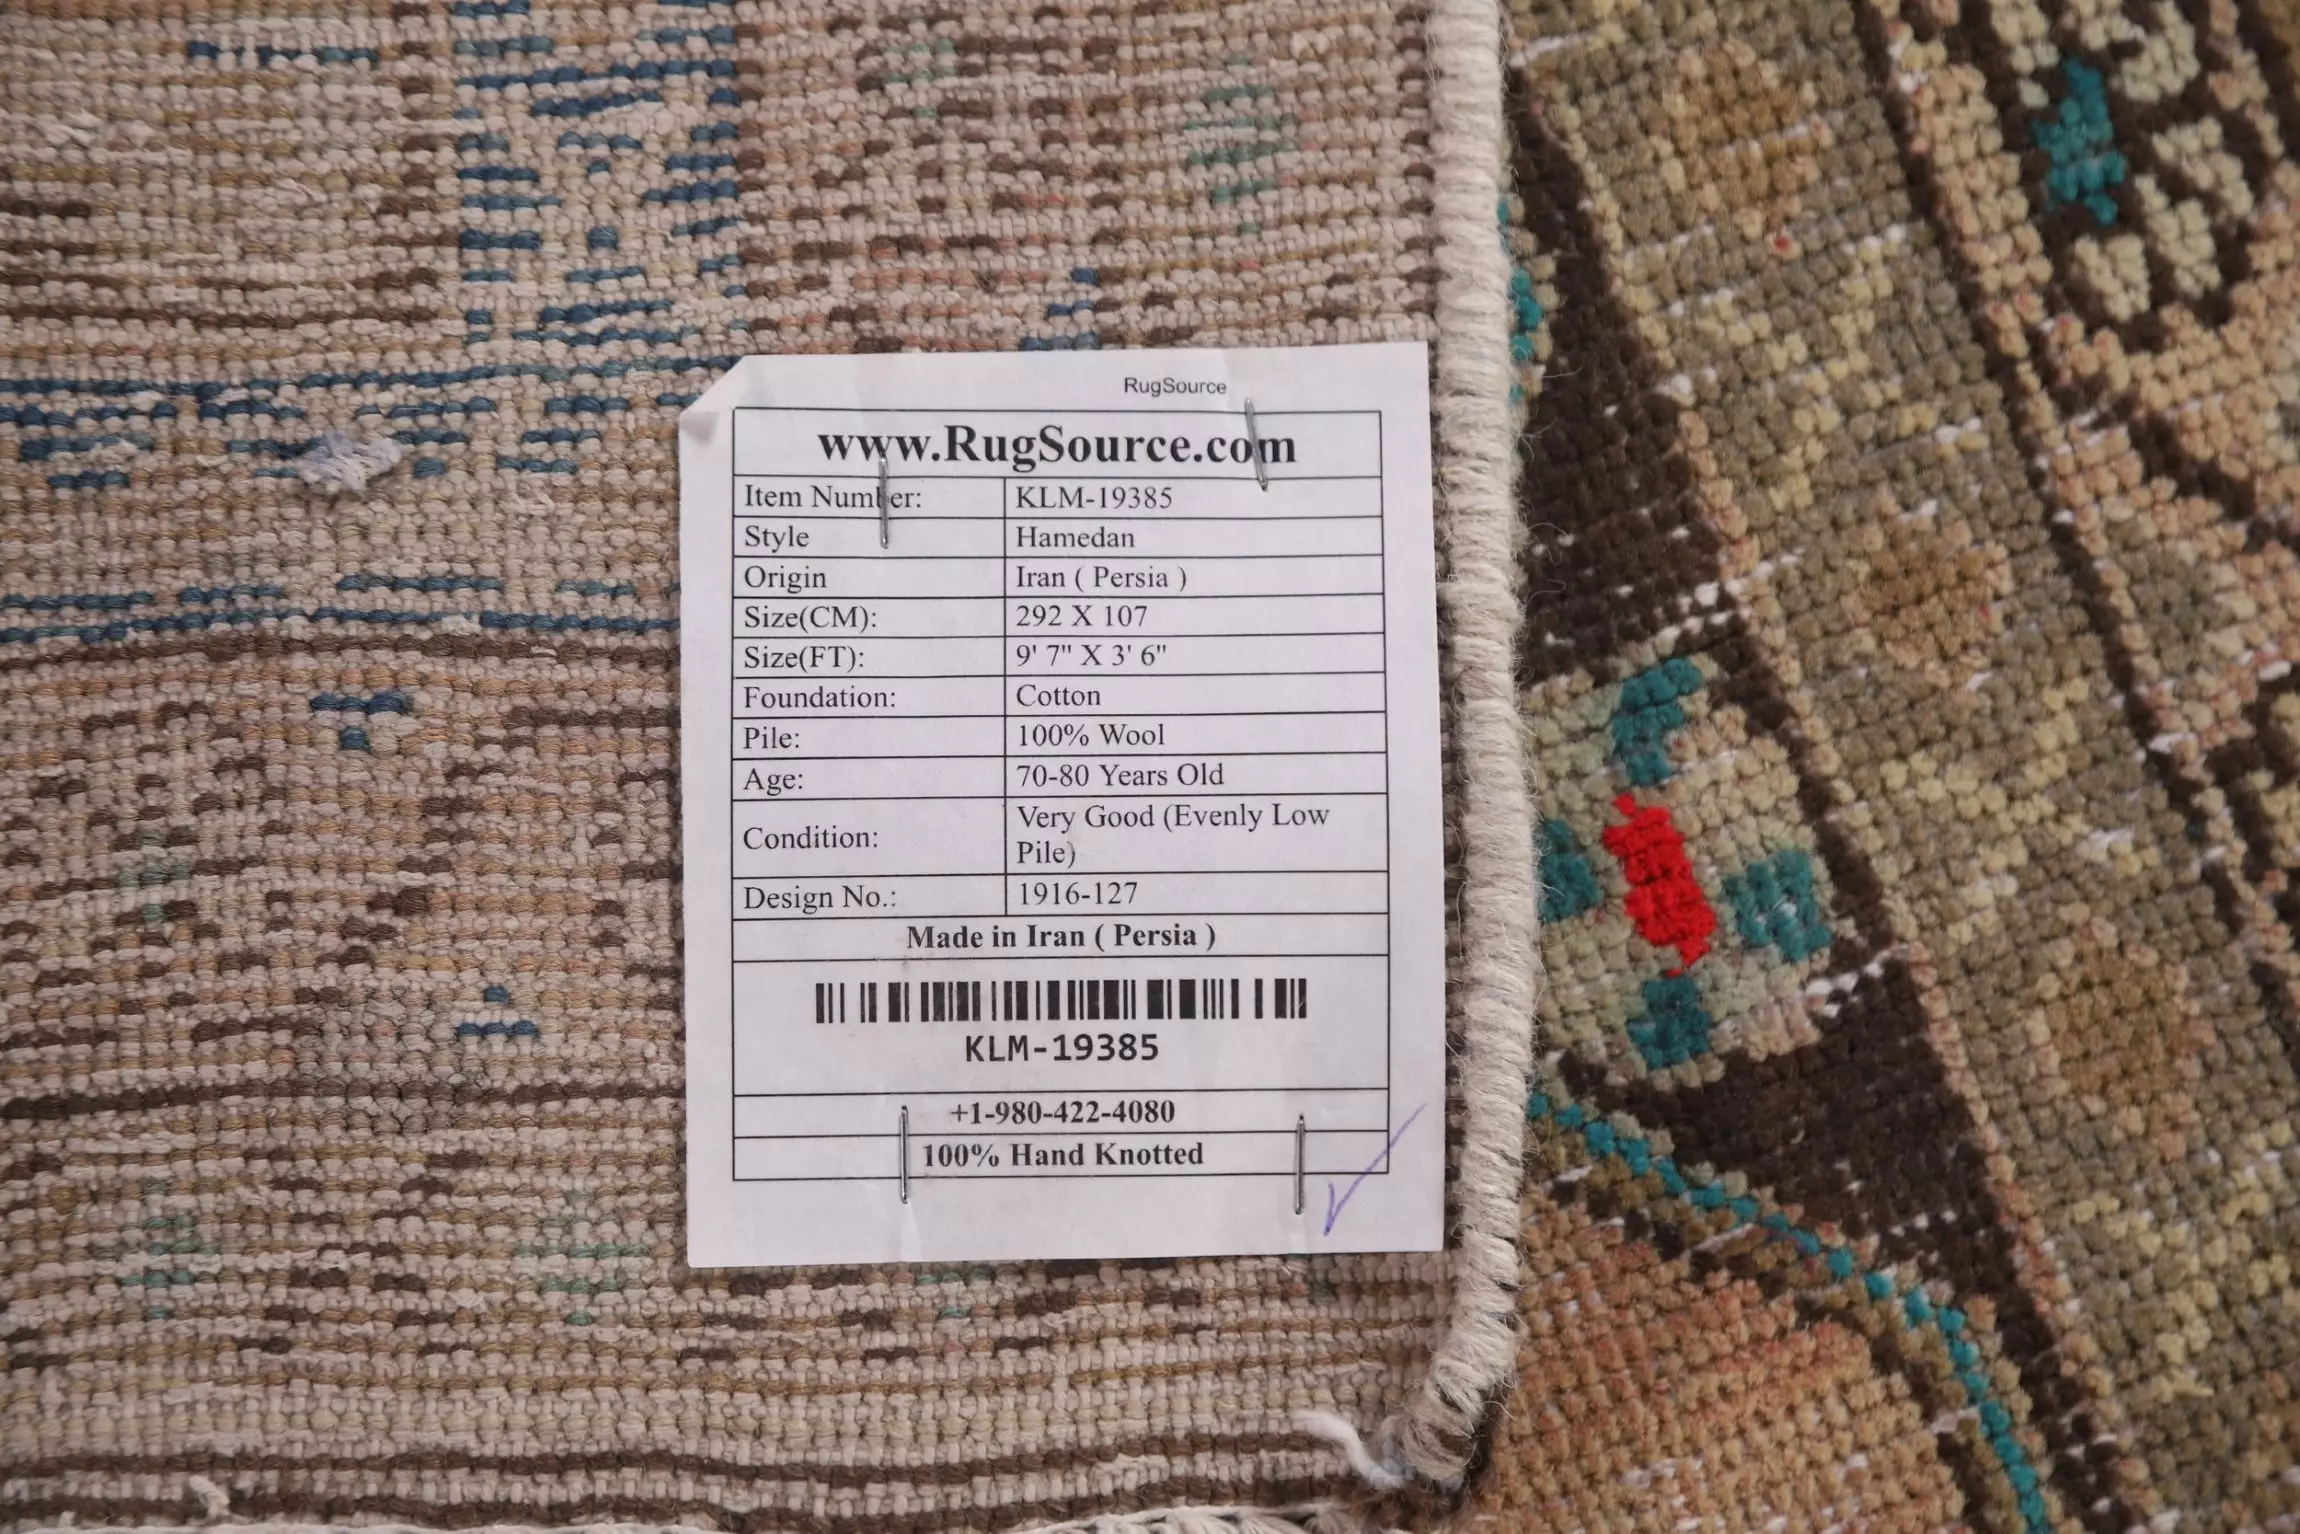 RugSource
www.RugSource.com
Item Number: KLM-19385
Style Hamedan
Origin Iran ( Persia )
Size(CM): 292 X 107
Size(FT): 9' 7" X 3' 6"
Foundation: Cotton
Pile: 100% Wool
Age: 70-80 Years Old
Condition: Very Good (Evenly Low
Pile)
Design No.: 1916-127
Made in Iran ( Persia )
KLM-19385
+1-980-422-4080
100% Hand Knotted